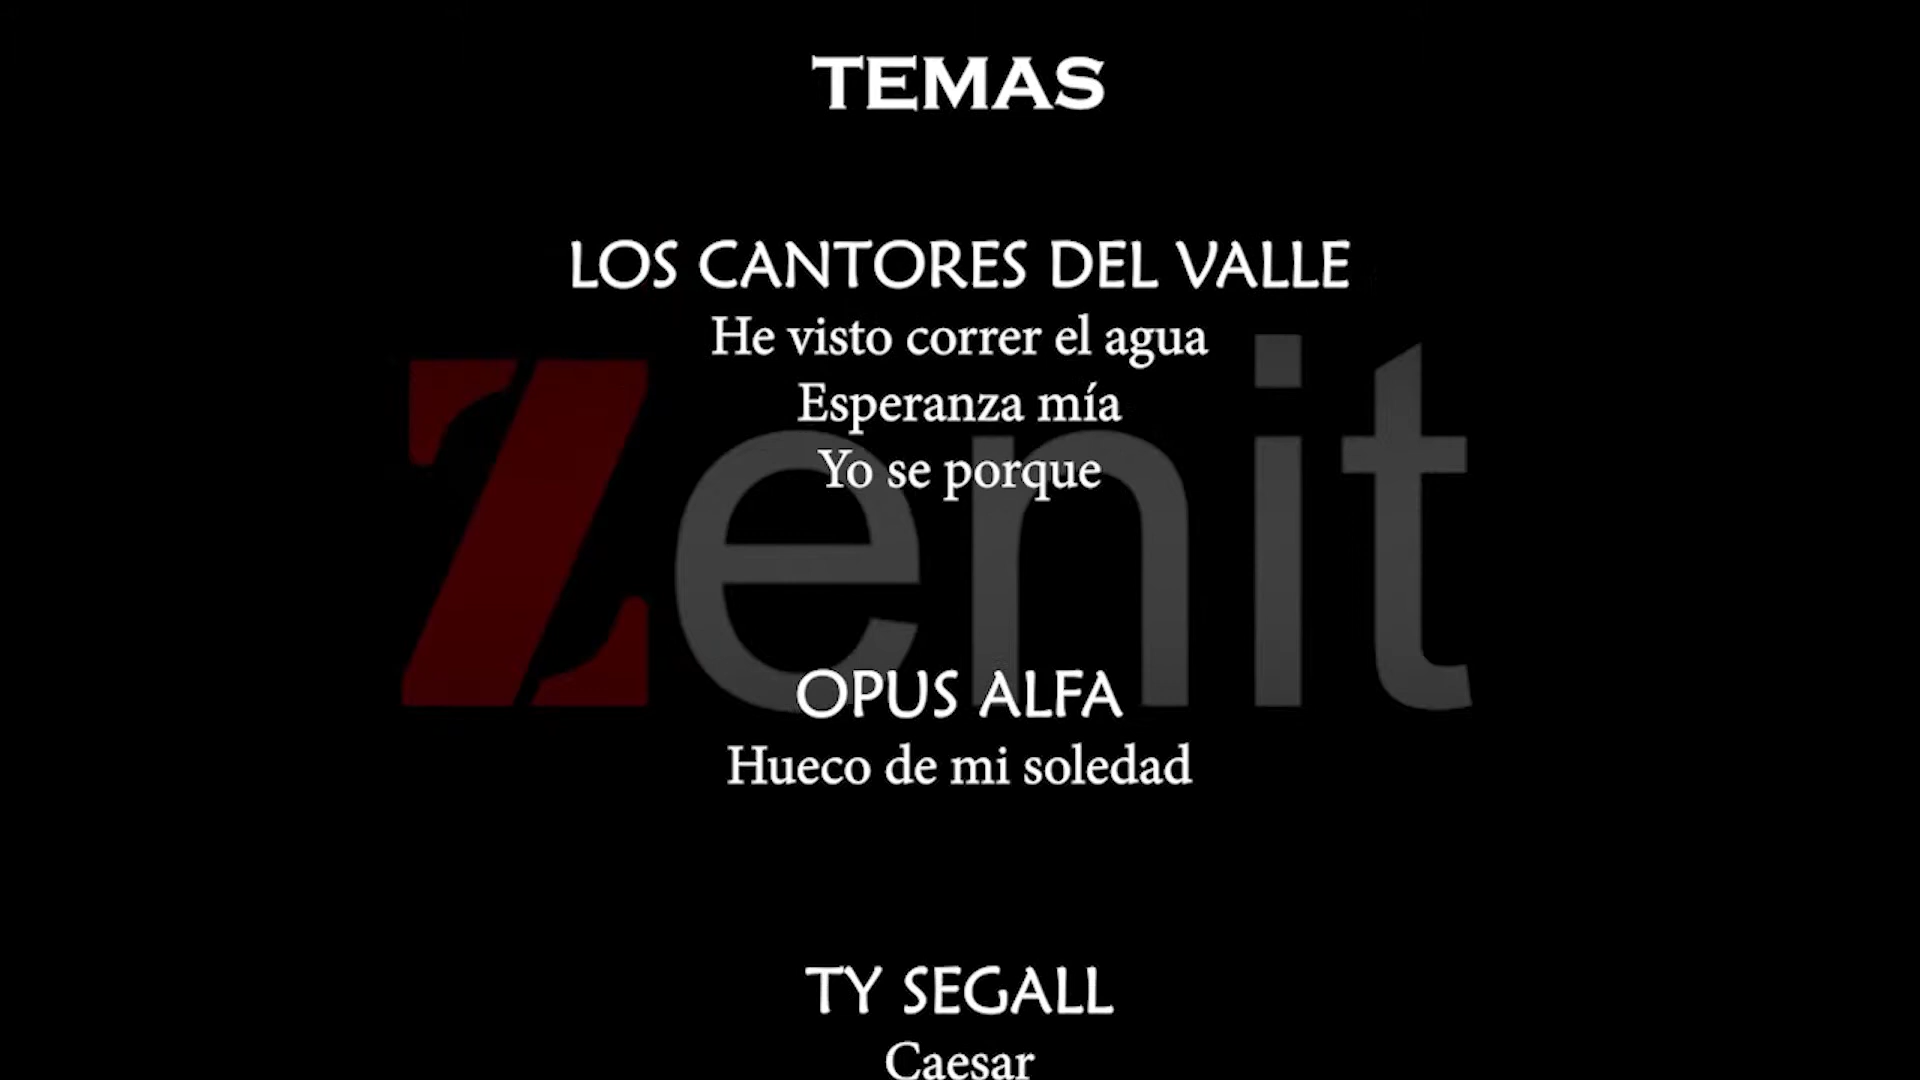 TEMAS
LOS CANTORES DEL VALLE
He visto correr el agua
Esperanza mía
Yo se porque
Zenit
OPUS ALFA
Hueco de mi soledad
TY SEGALL
Caesar